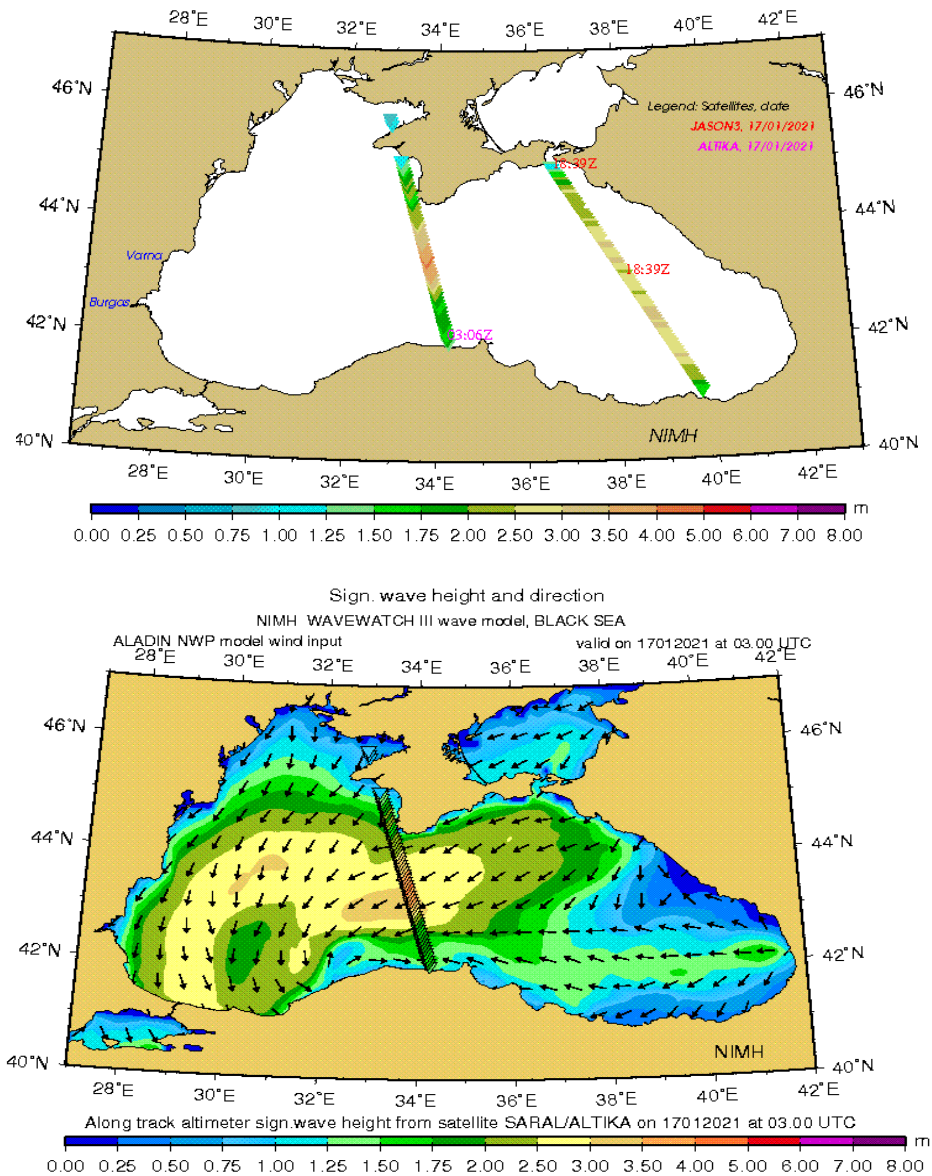 28°E 30°E 32°E 34°E 36°E 38°E 40°E 42°E
46°N 46°N
Legend: Satellites, date
JASON3, 17/01/2021
ALTIKA, 17/01/2021
18:39Z
44°N 44°N
Varna
18:39Z
Burgas
42°N 42°N
03:06Z
NIMH
40°N 40°N
28°E 30°E 32°E 34°E 36°E 38°E 40°E 42°E
m
0.00 0.25 0.50 0.75 1.00 1.25 1.50 1.75 2.00 2.50 3.00 3.50 4.00 5.00 6.00 7.00 8.00
Sign. wave height and direction
NIMH WAVEWATCH III wave model, BLACK SEA
ALADIN NWP model wind input valid on 17012021 at 03.00 UTC
28°E 30°E 32°E 34°E 36°E 38°E 40°E 42°E
46°N 46°N
44°N 44°N
42°N 42°N
NIMH
40°N 40°N
28°E 30°E 32°E 34°E 36°E 38°E 40°E 42°E
Along track altimeter sign.wave height from satellite SARAL/ALTIKA on 17012021 at 03.00 UTC
m
0.00 0.25 0.50 0.75 1.00 1.25 1.50 1.75 2.00 2.50 3.00 3.50 4.00 5.00 6.00 7.00 8.00